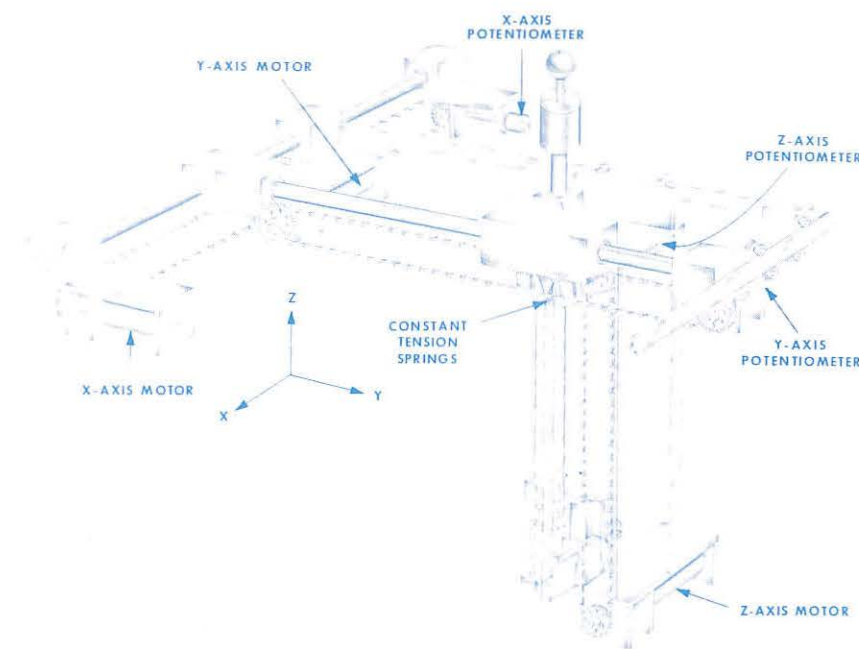 X-AXIS
POTENTIOMETER
Y-AXIS MOTOR
Z-AXIS
POTENTIOMETER
Z
CONSTANT
TENSION
SPRINGS
Y-AXIS
POTENTIOMETER
X-AXIS MOTOR
X
Y
Z-AXIS MOTOR